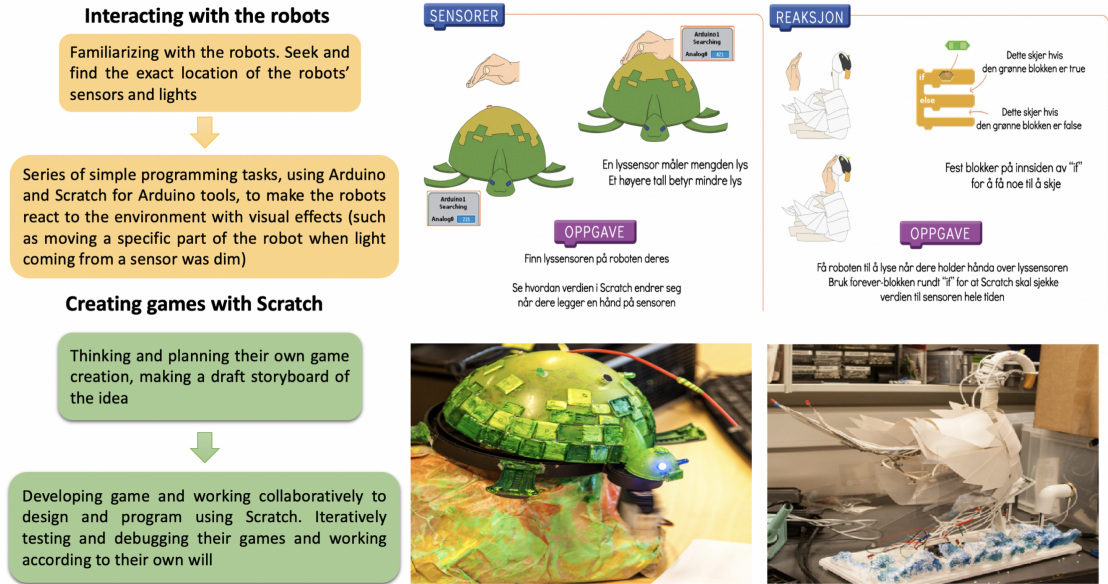 Interacting with the robots
Familiarizing with the robots. Seek and
find the exact location of the robots'
sensors and lights
Series of simple programming tasks, using Arduino
and Scratch for Arduino tools, to make the robots
react to the environment with visual effects (such
as moving a specific part of the robot when light
coming from a sensor was dim)
Creating games with Scratch
Thinking and planning their own game
creation, making a draft storyboard of
the idea
Developing game and working collaboratively to
design and program using Scratch. Iteratively
testing and debugging their games and working
according to their own will
SENSORER
Arduino1
Searching
Analog0 821
Arduino1
Searching
Analog0
En lyssensor måler mengden lys
Et høyere tall betyr mindre lys
OPPGAVE
Finn lyssensoren på roboten deres
Se hvordan verdien i Scratch endrer seg
når dere legger en hånd på sensoren
REAKSJON
if
else
Dette skjer hvis
den grønne blokken er true
Dette skjer hvis
den grønne blokken er false
Fest blokker på innsiden av "if"
for å få noe til å skje
OPPGAVE
Få roboten til å lyse når dere holder hånda over lyssensoren
Bruk forever-blokken rundt "if" for at Scratch skal sjekke
verdien til sensoren hele tiden